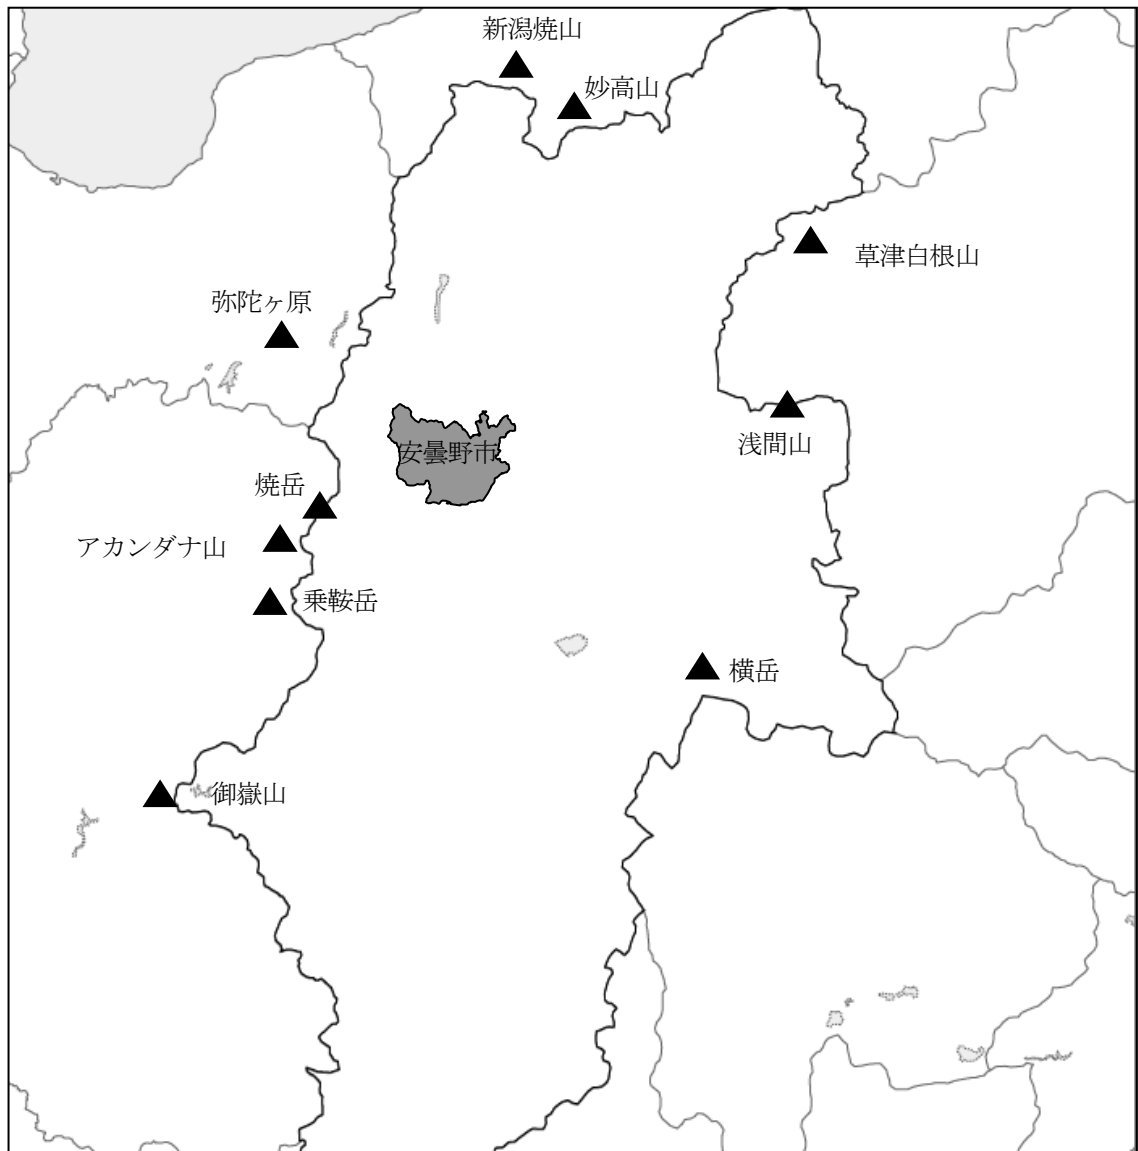 新潟焼山
妙高山
草津白根山
弥陀ヶ原
浅間山
安曇野市
焼岳
アカンダナ山
乗鞍岳
横岳
御嶽山